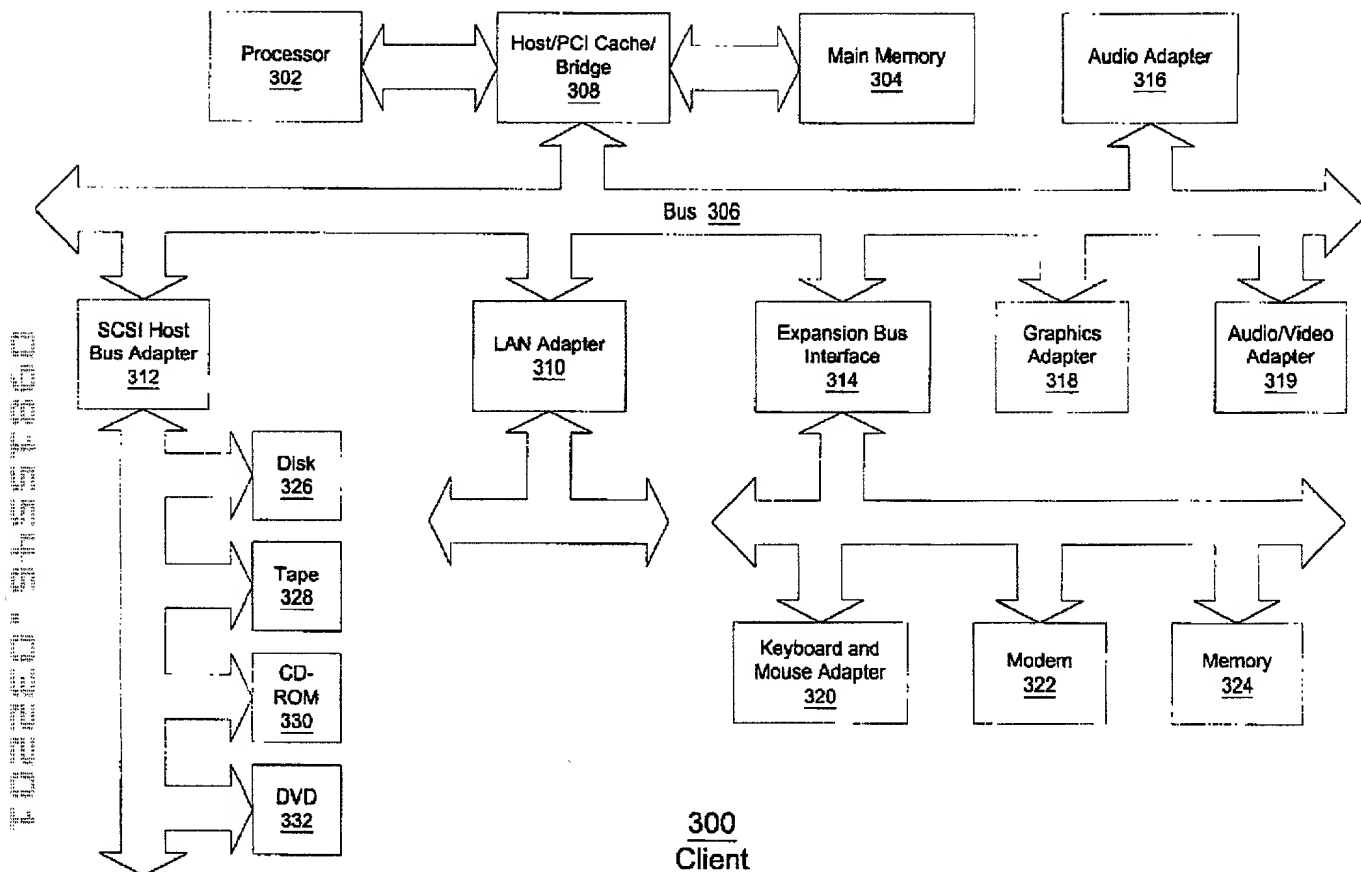 Processor
302
Host/PCI Cache/
Bridge
308
Main Memory
304
Audio Adapter
316
Bus 306
SCSI Host
Bus Adapter
312
LAN Adapter
310
Expansion Bus
Interface
314
Graphics
Adapter
318
Audio/Video
Adapter
319
Disk
326
Tape
328
CD-
ROM
330
DVD
332
Keyboard and
Mouse Adapter
320
Modem
322
Memory
324
300
Client